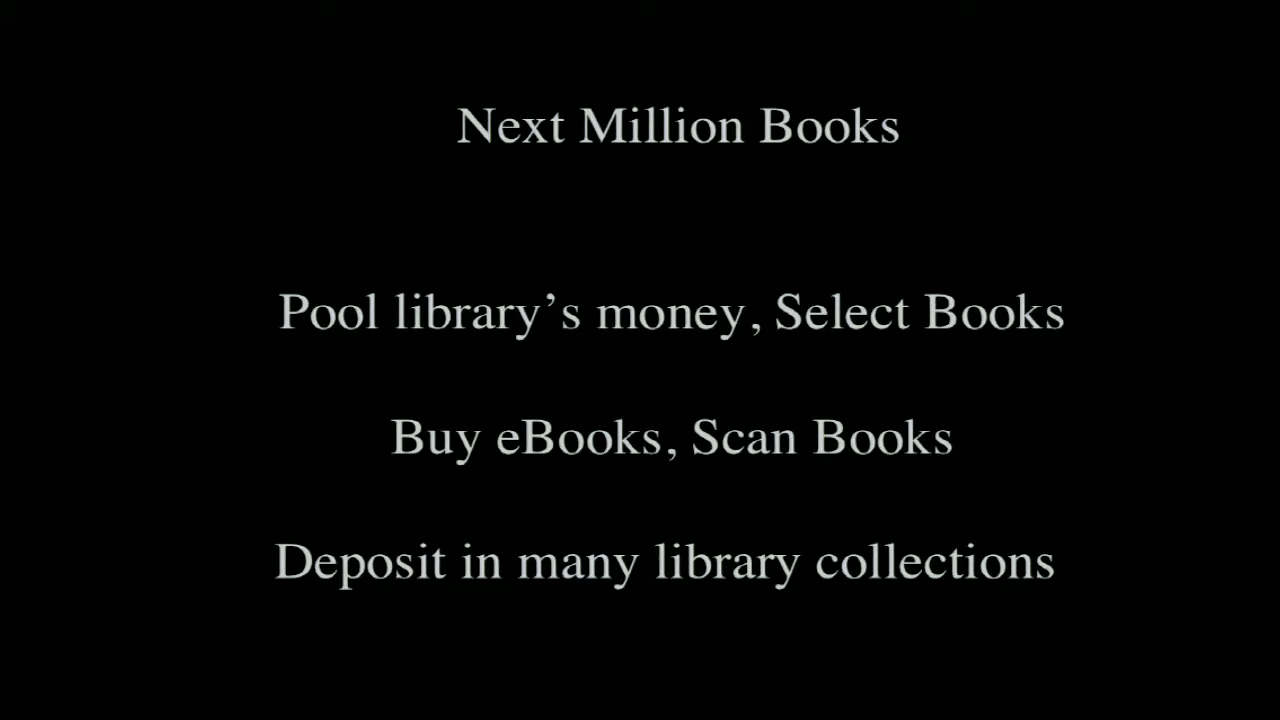 Next Million Books
Pool library’s money, Select Books
Buy eBooks, Scan Books
Deposit in many library collections